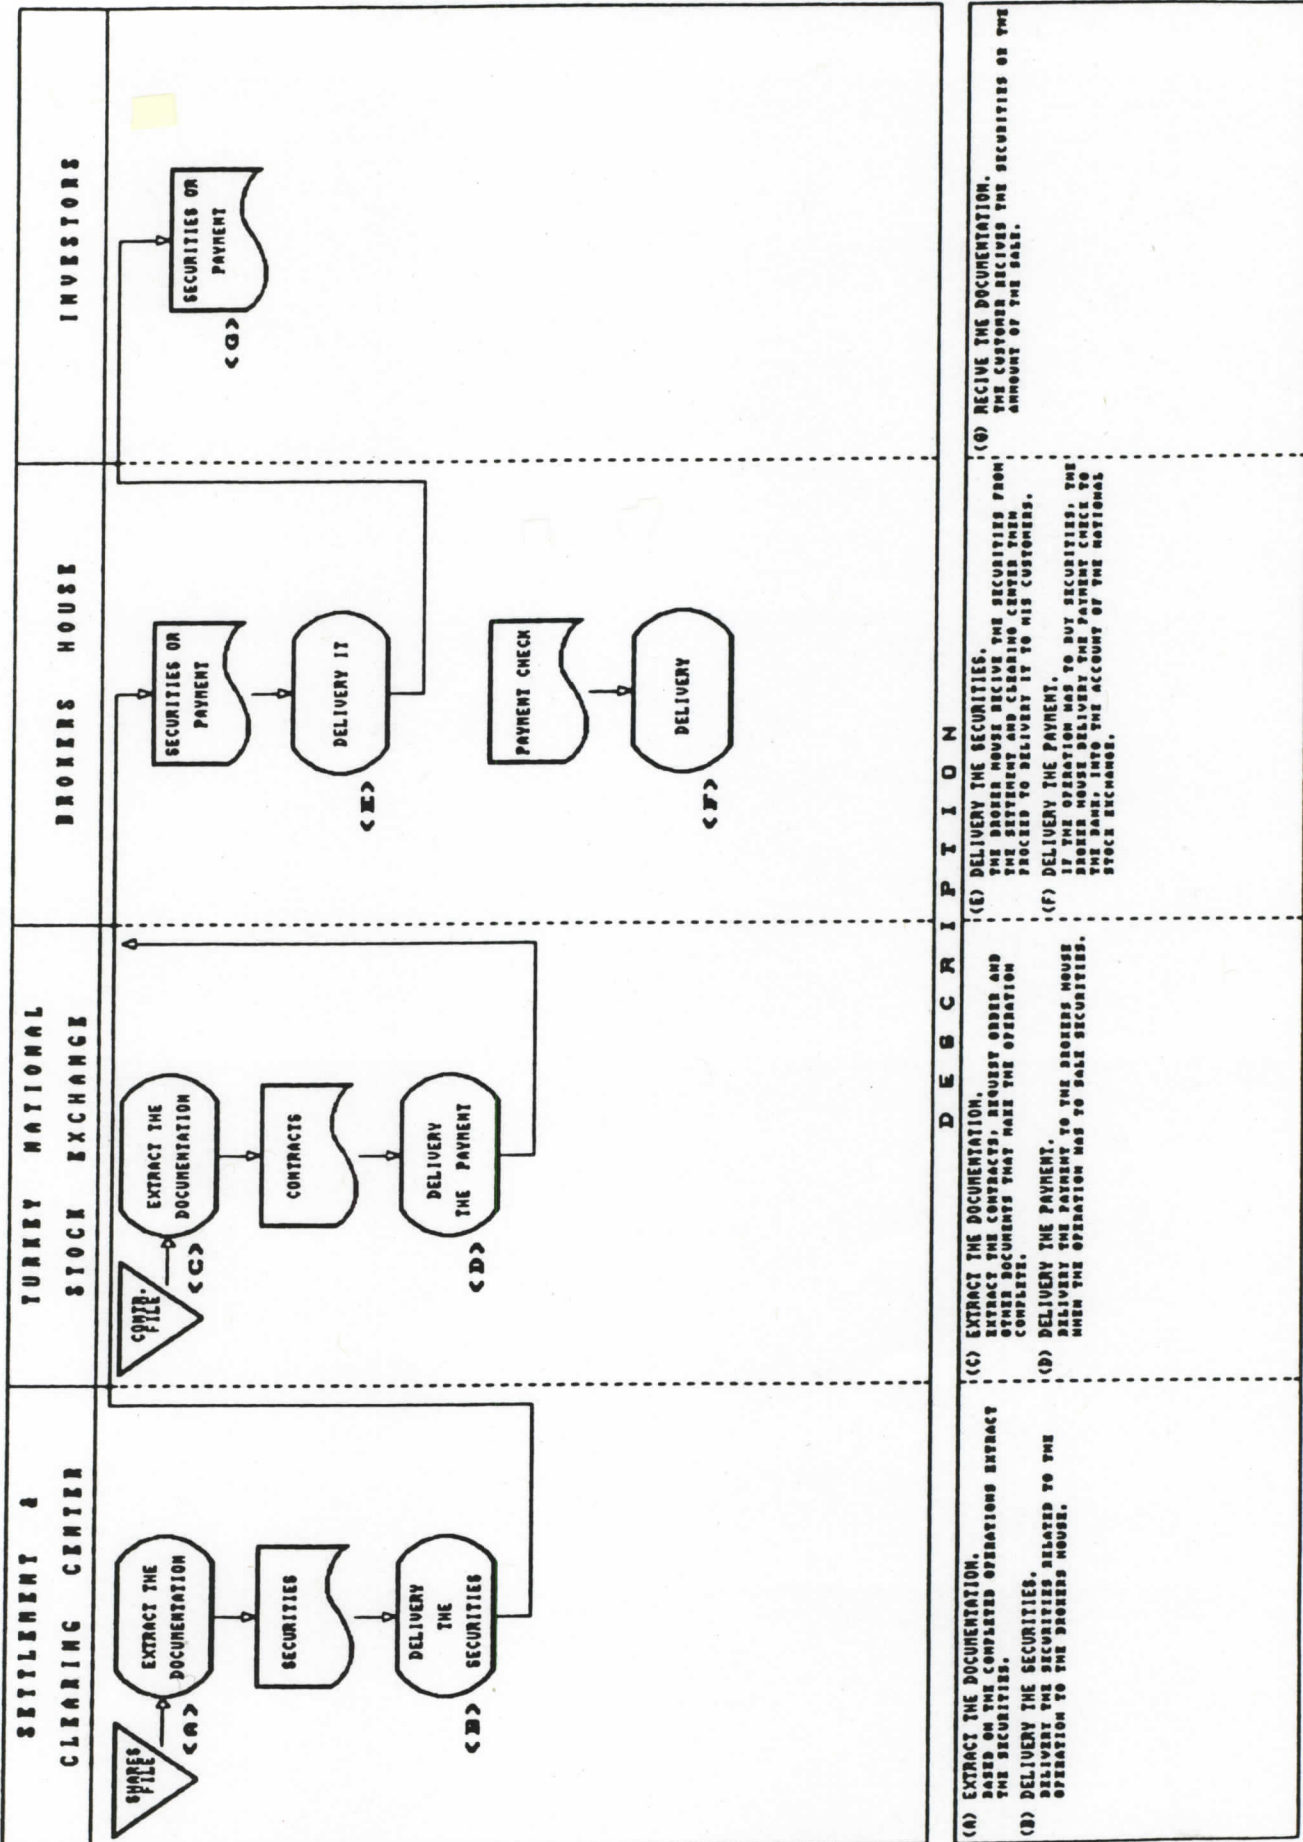 SETTLEMENT &
CLEARING CENTER
SHARES
FILE
EXTRACT THE
DOCUMENTATION
<A>
SECURITIES
DELIVERY
THE
SECURITIES
<B>
TURKEY NATIONAL
STOCK EXCHANGE
CONTR.
FILE
EXTRACT THE
DOCUMENTATION
<C>
CONTRACTS
DELIVERY
THE PAYMENT
<D>
BROKERS HOUSE
SECURITIES OR
PAYMENT
DELIVERY IT
<E>
PAYMENT CHECK
DELIVERY
<F>
INVESTORS
SECURITIES OR
PAYMENT
<G>
DESCRIPTION
(A) EXTRACT THE DOCUMENTATION.
BASED ON THE COMPLETED OPERATIONS EXTRACT
THE SECURITIES.
(B) DELIVERY THE SECURITIES.
DELIVERY THE SECURITIES RELATED TO THE
OPERATION TO THE BROKERS HOUSE.
(C) EXTRACT THE DOCUMENTATION.
EXTRACT THE CONTRACTS, REQUEST ORDER AND
OTHER DOCUMENTS THAT MAKE THE OPERATION
COMPLETE.
(D) DELIVERY THE PAYMENT.
DELIVERY THE PAYMENT TO THE BROKERS HOUSE
WHEN THE OPERATION WAS TO SALE SECURITIES.
(E) DELIVERY THE SECURITIES.
THE BROKER HOUSE RECIVE THE SECURITIES FROM
THE SETTEMENT AND CLEARING CENTER THEN
PROCEED TO DELIVERY IT TO HIS CUSTOMERS.
(F) DELIVERY THE PAYMENT.
IF THE OPERATION WAS TO BUY SECURITIES, THE
BROKER HOUSE DELIVERY THE PAYMENT CHECK TO
THE BANK, INTO THE ACCOUNT OF THE NATIONAL
STOCK EXCHANGE.
(G) RECIVE THE DOCUMENTATION.
THE CUSTOMER RECIVES THE SECURITIES OR THE
AMMOUNT OF THE SALE.